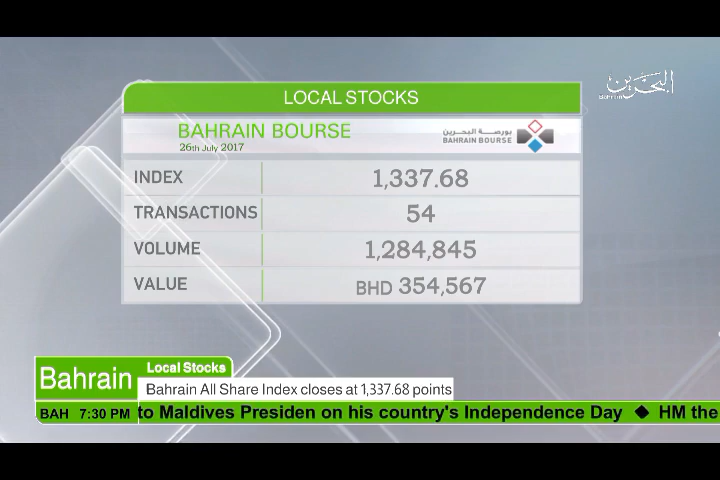 LOCAL STOCKS
البحرين
Bahrain
BAHRAIN BOURSE
26th July 2017
بورصة البحرين
BAHRAIN BOURSE
INDEX 1,337.68
TRANSACTIONS 54
VOLUME 1,284,845
VALUE BHD 354,567
Bahrain
Local Stocks
Bahrain All Share Index closes at 1,337.68 points
BAH 7:30 PM to Maldives Presiden on his country's Independence Day ◆ HM the